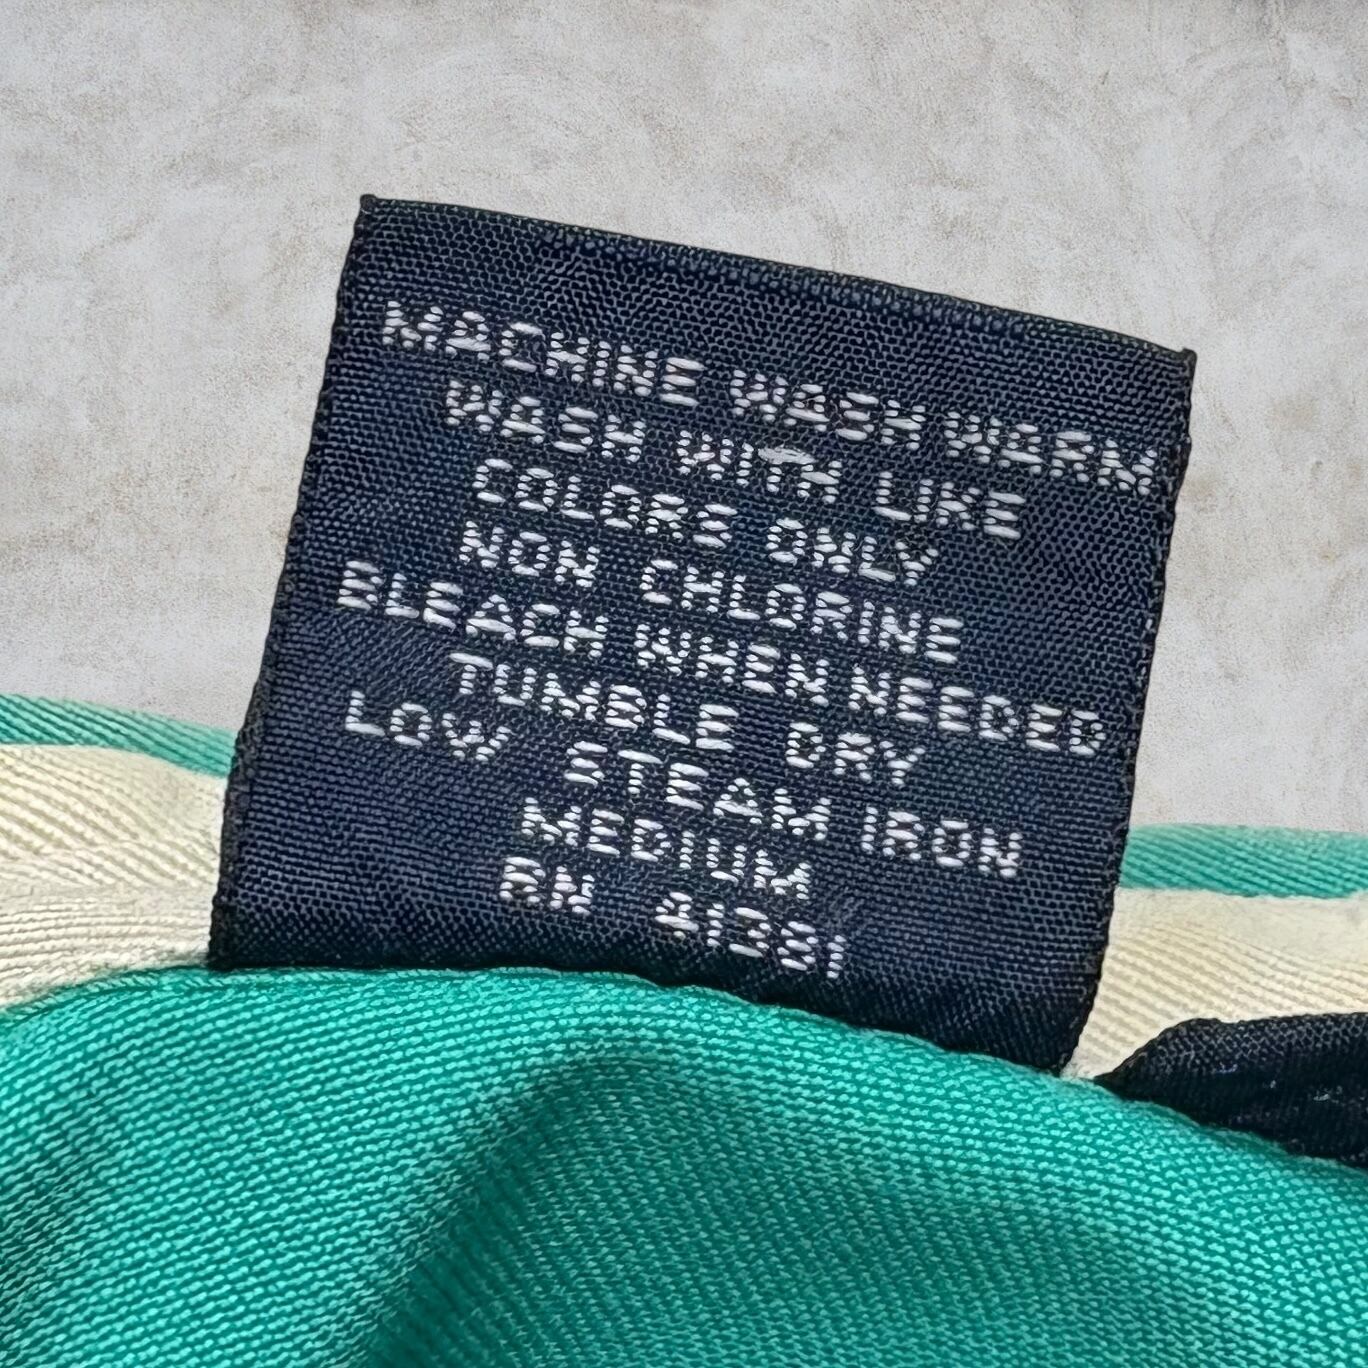 MACHINE WASH WARM
WASH WITH LIKE
COLORS ONLY
NON CHLORINE
BLEACH WHEN NEEDED
TUMBLE DRY
LOW STEAM IRON
MEDIUM
RN 41381